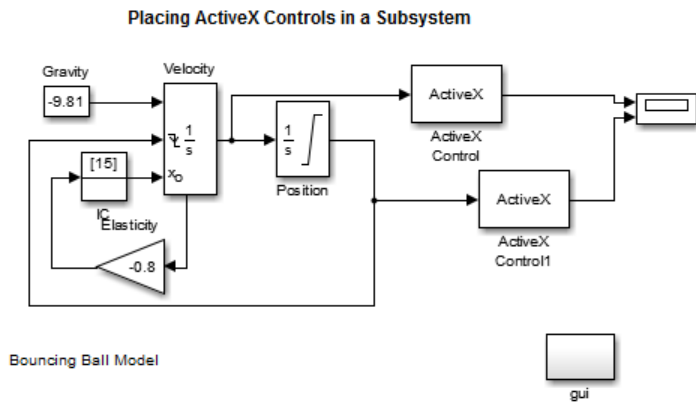 Placing ActiveX Controls in a Subsystem
Gravity
-9.81
Velocity
1
s
x
o
[15]
IC
Elasticity
-0.8
1
s
Position
ActiveX
ActiveX
Control
ActiveX
ActiveX
Control1
Bouncing Ball Model
gui